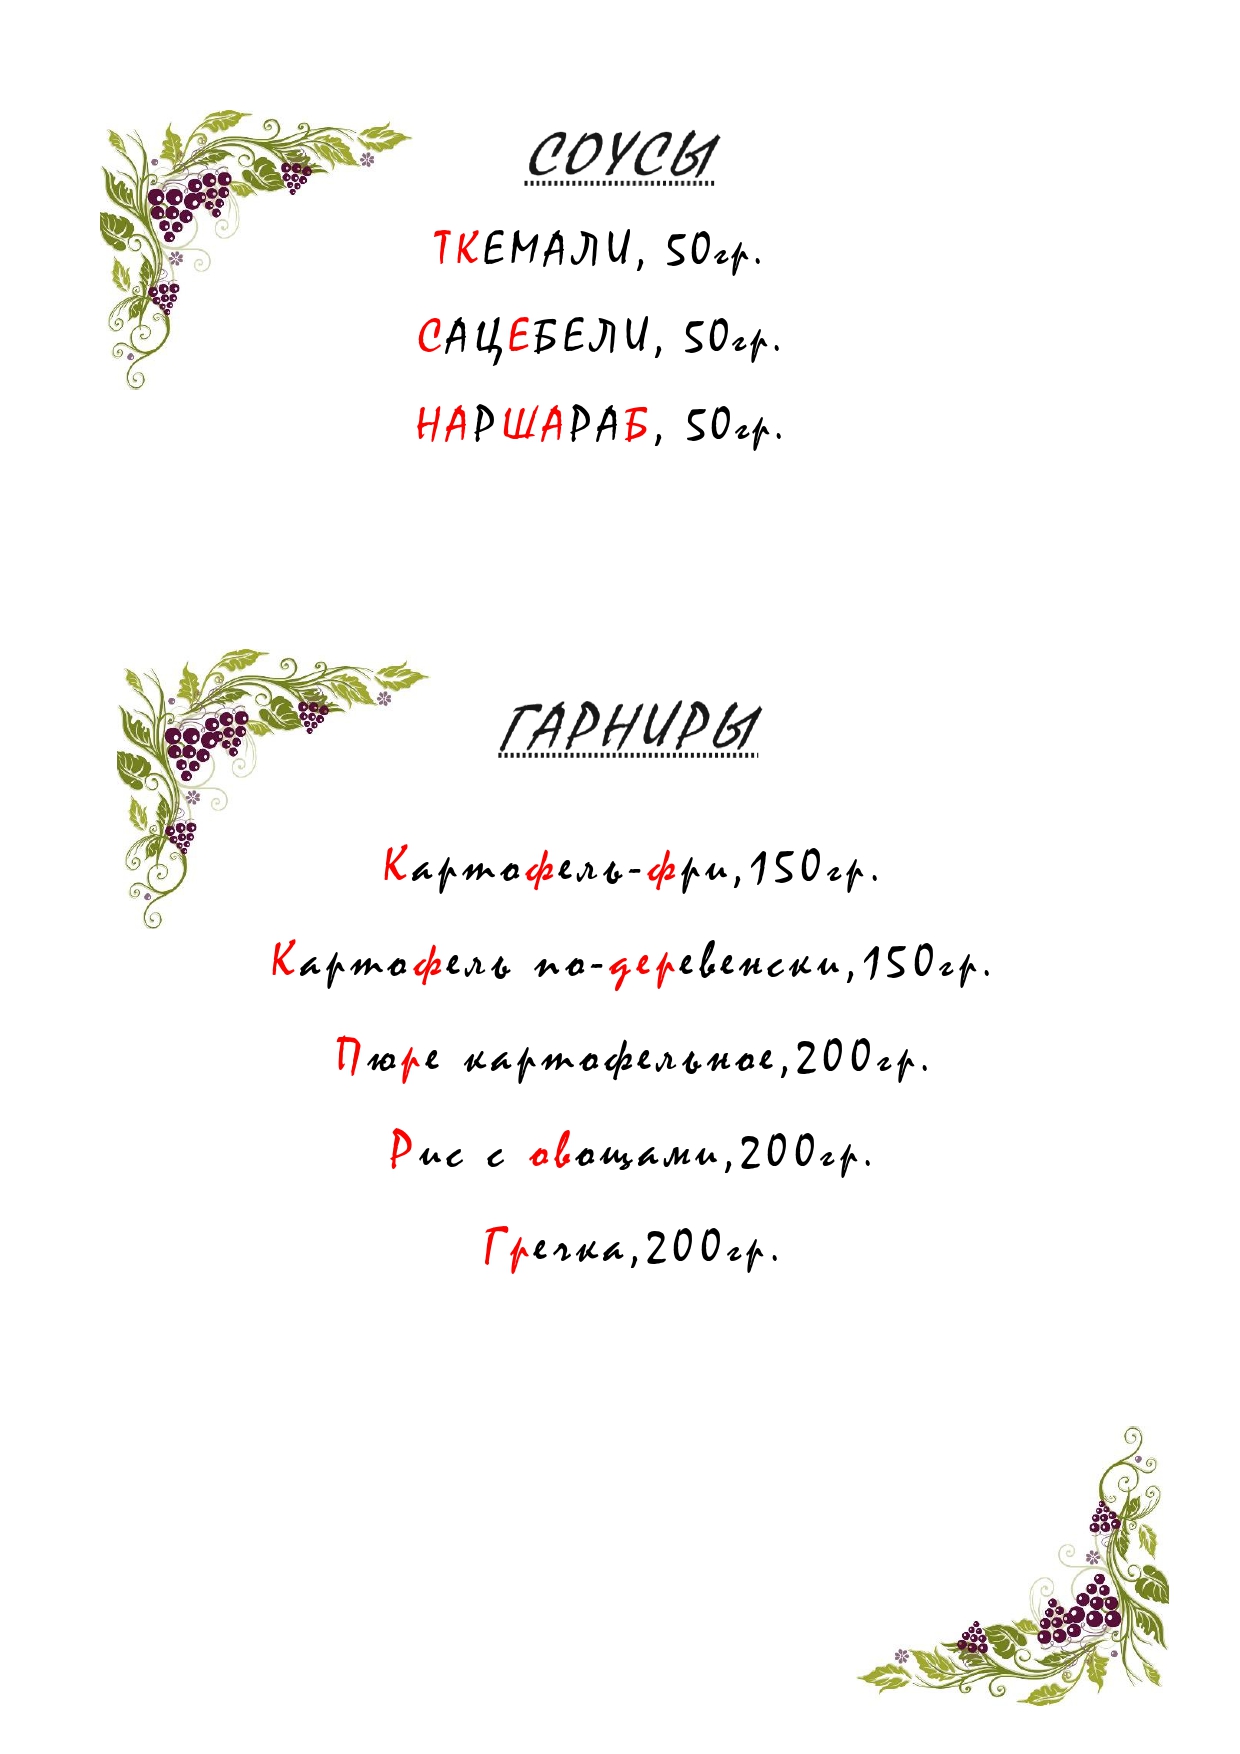 СОУСЫ
ТКЕМАЛИ, 50гр.
САЦЕБЕЛИ, 50гр.
НАРШАРАБ, 50гр.
ГАРНИРЫ
Картофель-фри,150гр.
Картофель по-деревенски,150гр.
Пюре картофельное,200гр.
Рис с овощами,200гр.
Гречка,200гр.